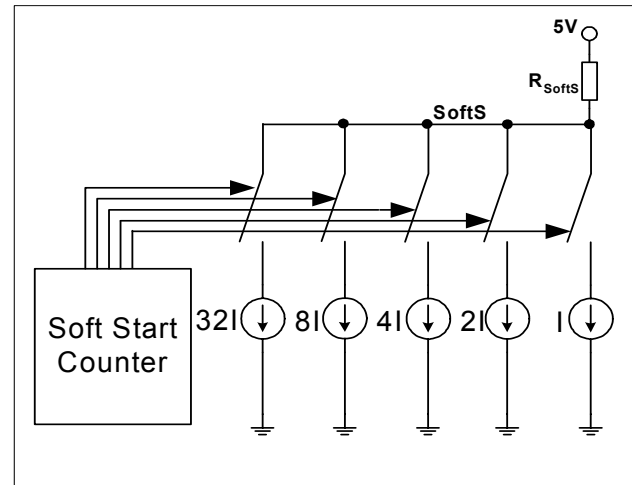 5V
R_SoftS
SoftS
Soft Start
Counter
32I 8I 4I 2I I